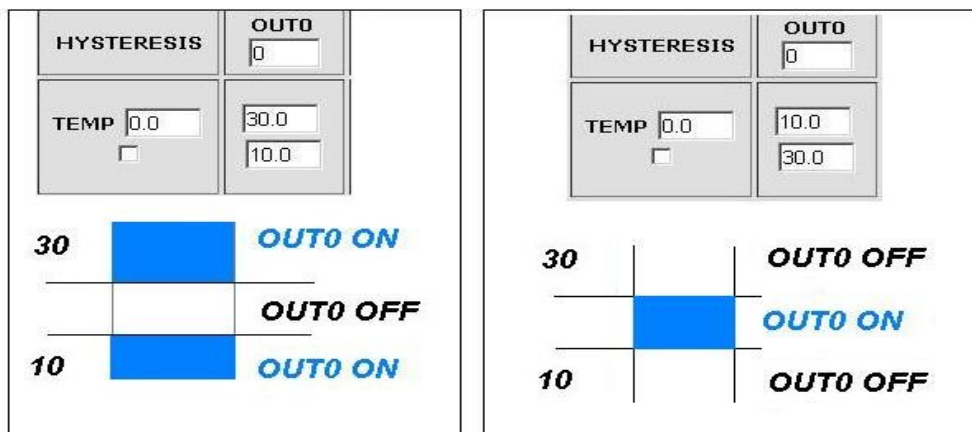 OUT0
HYSTERESIS
0
TEMP 0.0
30.0
10.0
30
OUT0 ON
OUT0 OFF
10
OUT0 ON
OUT0
HYSTERESIS
0
TEMP 0.0
10.0
30.0
30
OUT0 OFF
OUT0 ON
10
OUT0 OFF